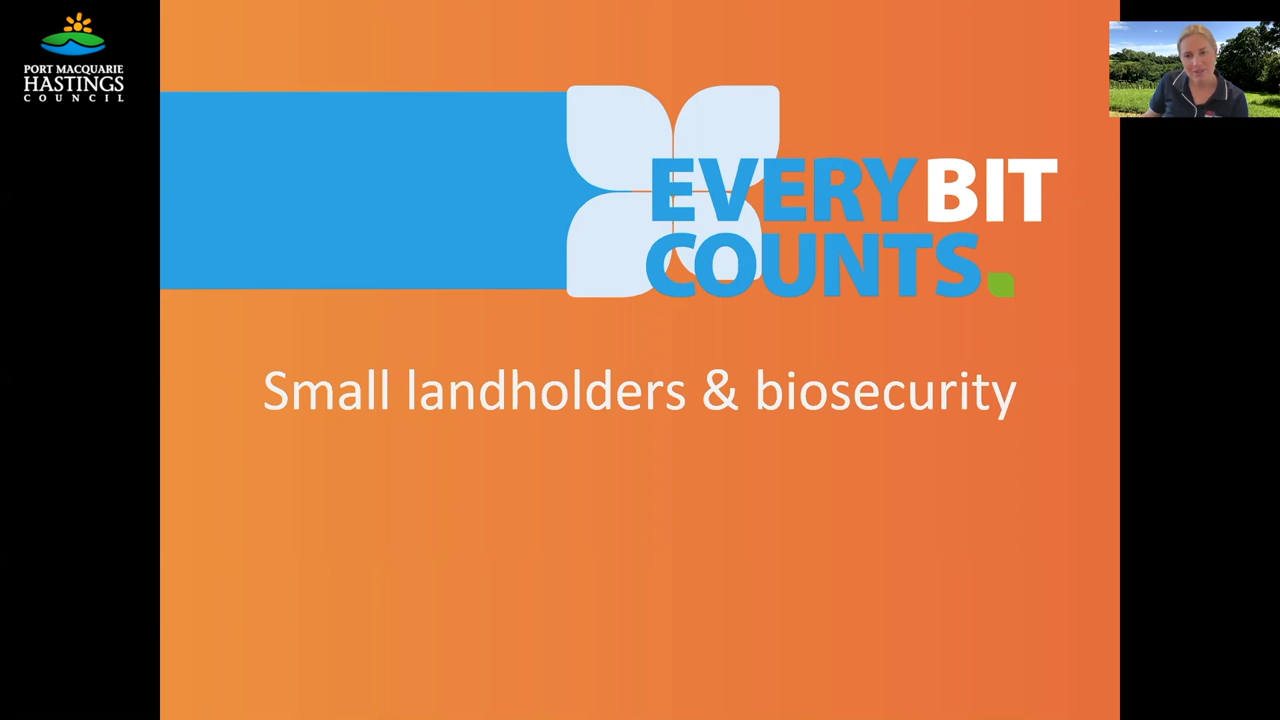 PORT MACQUARIE
HASTINGS
COUNCIL
EVERY BIT
COUNTS.
Small landholders & biosecurity